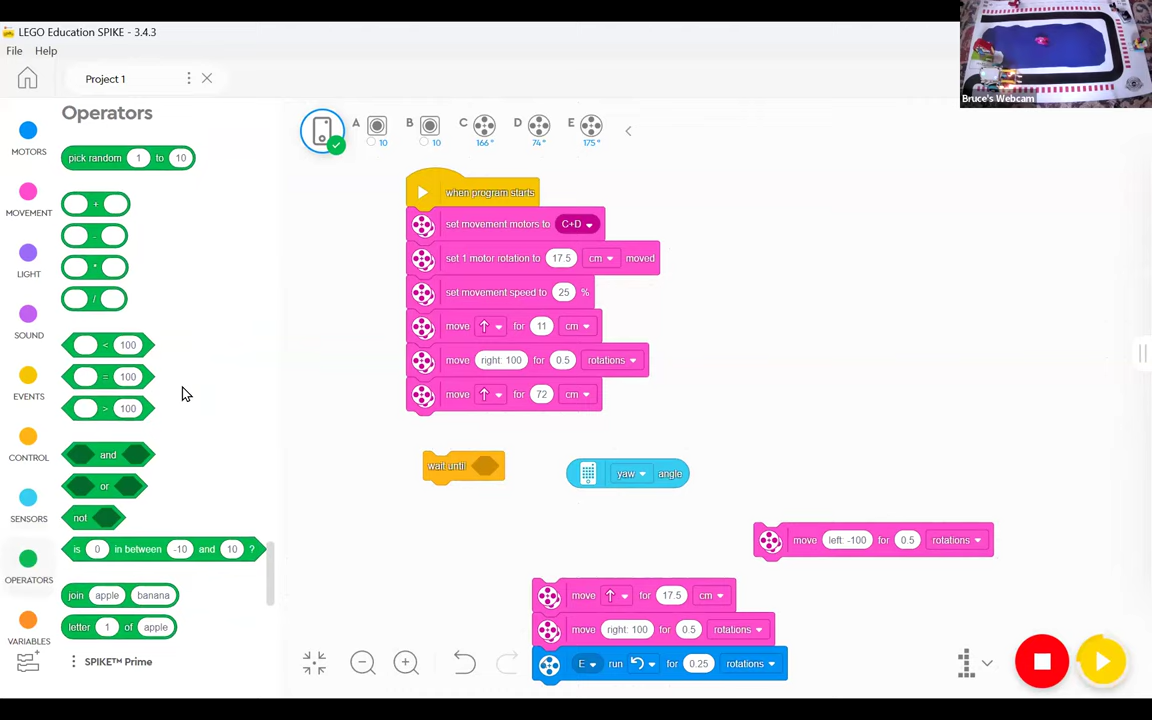 LEGO Education SPIKE - 3.4.3
File Help
Project 1
Bruce's Webcam
Operators
MOTORS
MOVEMENT
LIGHT
SOUND
EVENTS
CONTROL
SENSORS
OPERATORS
VARIABLES
pick random 1 to 10
+
-
*
/
< 100
= 100
> 100
and
or
not
is 0 in between -10 and 10 ?
join apple banana
letter 1 of apple
SPIKE™ Prime
A 10
B 10
C 166°
D 74°
E 175°
when program starts
set movement motors to C+D
set 1 motor rotation to 17.5 cm moved
set movement speed to 25 %
move for 11 cm
move right: 100 for 0.5 rotations
move for 72 cm
wait until
yaw angle
move left: -100 for 0.5 rotations
move for 17.5 cm
move right: 100 for 0.5 rotations
E run for 0.25 rotations